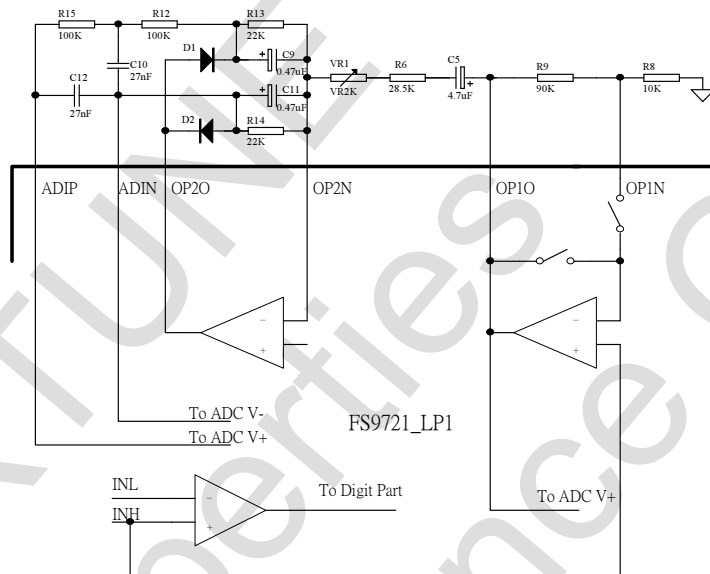 R15 R12 R13
100K 100K 22K
D1 C9
0.47uF
C10
27nF
VR1 R6 C5 R9 R8
VR2K 28.5K 4.7uF 90K 10K
C12
27nF
C11
0.47uF
D2 R14
22K
ADIP ADIN OP2O OP2N OP1O OP1N
To ADC V-
To ADC V+
FS9721_LP1
INL
INH
To Digit Part
To ADC V+
TUNE
perties